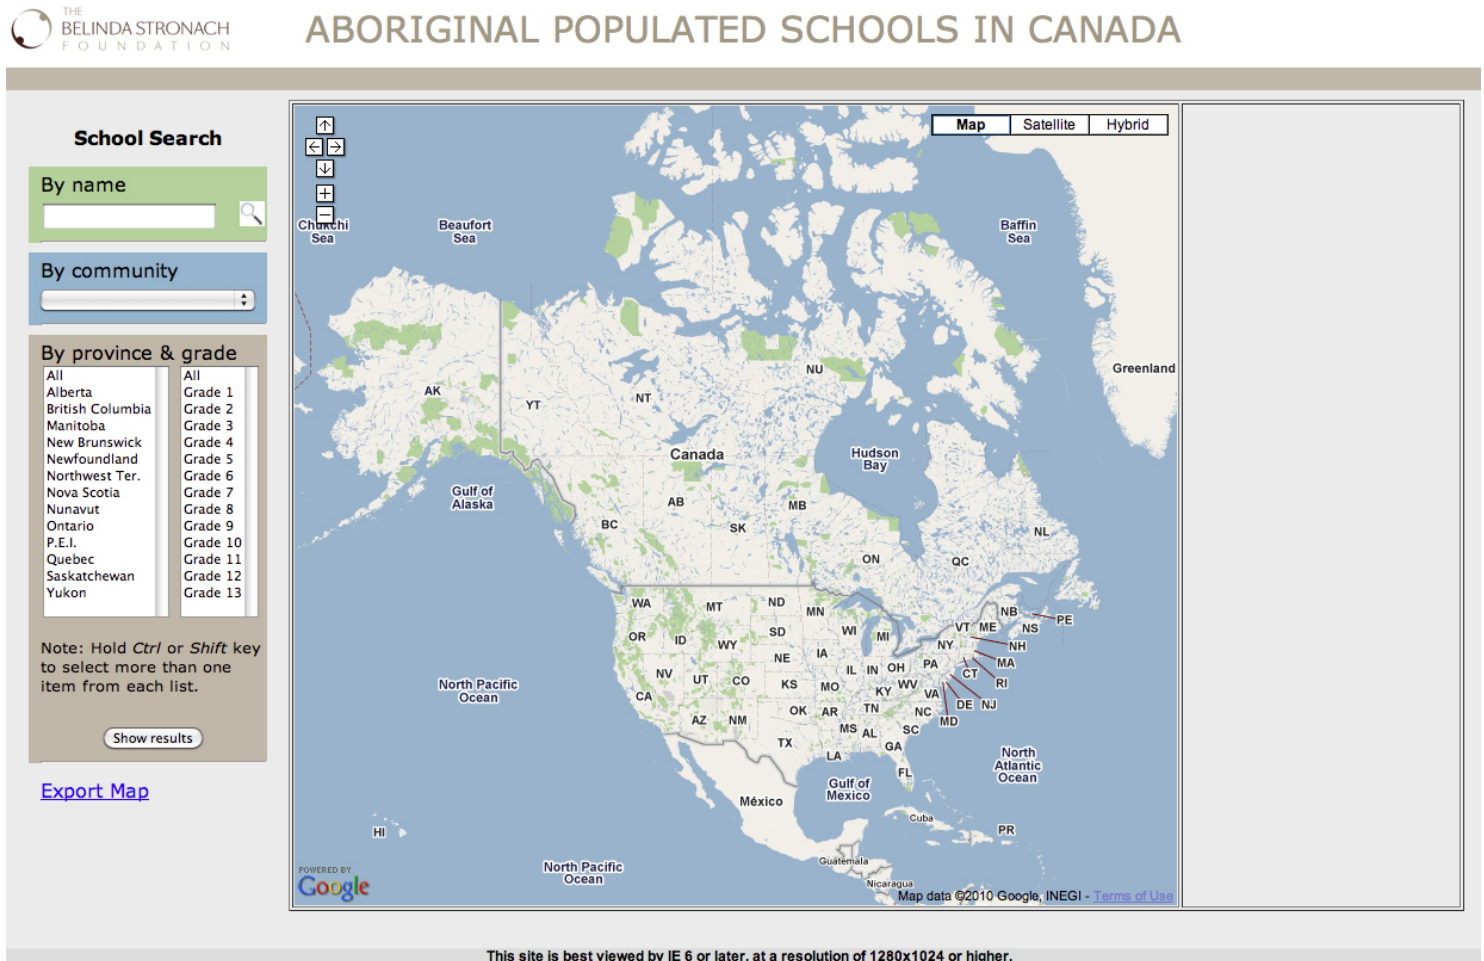 THE
BELINDA STRONACH
FOUNDATION
ABORIGINAL POPULATED SCHOOLS IN CANADA
School Search
By name
By community
By province & grade
All
Alberta
British Columbia
Manitoba
New Brunswick
Newfoundland
Northwest Ter.
Nova Scotia
Nunavut
Ontario
P.E.I.
Quebec
Saskatchewan
Yukon
All
Grade 1
Grade 2
Grade 3
Grade 4
Grade 5
Grade 6
Grade 7
Grade 8
Grade 9
Grade 10
Grade 11
Grade 12
Grade 13
Note: Hold Ctrl or Shift key
to select more than one
item from each list.
Show results
Export Map
Map Satellite Hybrid
Chukchi
Sea
Beaufort
Sea
Baffin
Sea
Greenland
NU
AK
YT
NT
Canada
Hudson
Bay
Gulf of
Alaska
AB
MB
BC
SK
NL
ON
QC
WA
MT
ND
MN
NB
PE
OR
ID
WY
SD
WI
MI
VT
ME
NS
NY
NH
NE
IA
IL
IN
OH
PA
MA
NV
UT
CO
KS
MO
KY
WV
VA
CT
RI
North Pacific
Ocean
CA
AZ
NM
OK
AR
TN
NC
DE
NJ
MD
TX
MS
AL
SC
GA
LA
FL
North
Atlantic
Ocean
Gulf of
Mexico
México
Cuba
PR
HI
Guatemala
Nicaragua
North Pacific
Ocean
POWERED BY
Google
Map data ©2010 Google, INEGI - Terms of Use
This site is best viewed by IE 6 or later, at a resolution of 1280x1024 or higher.